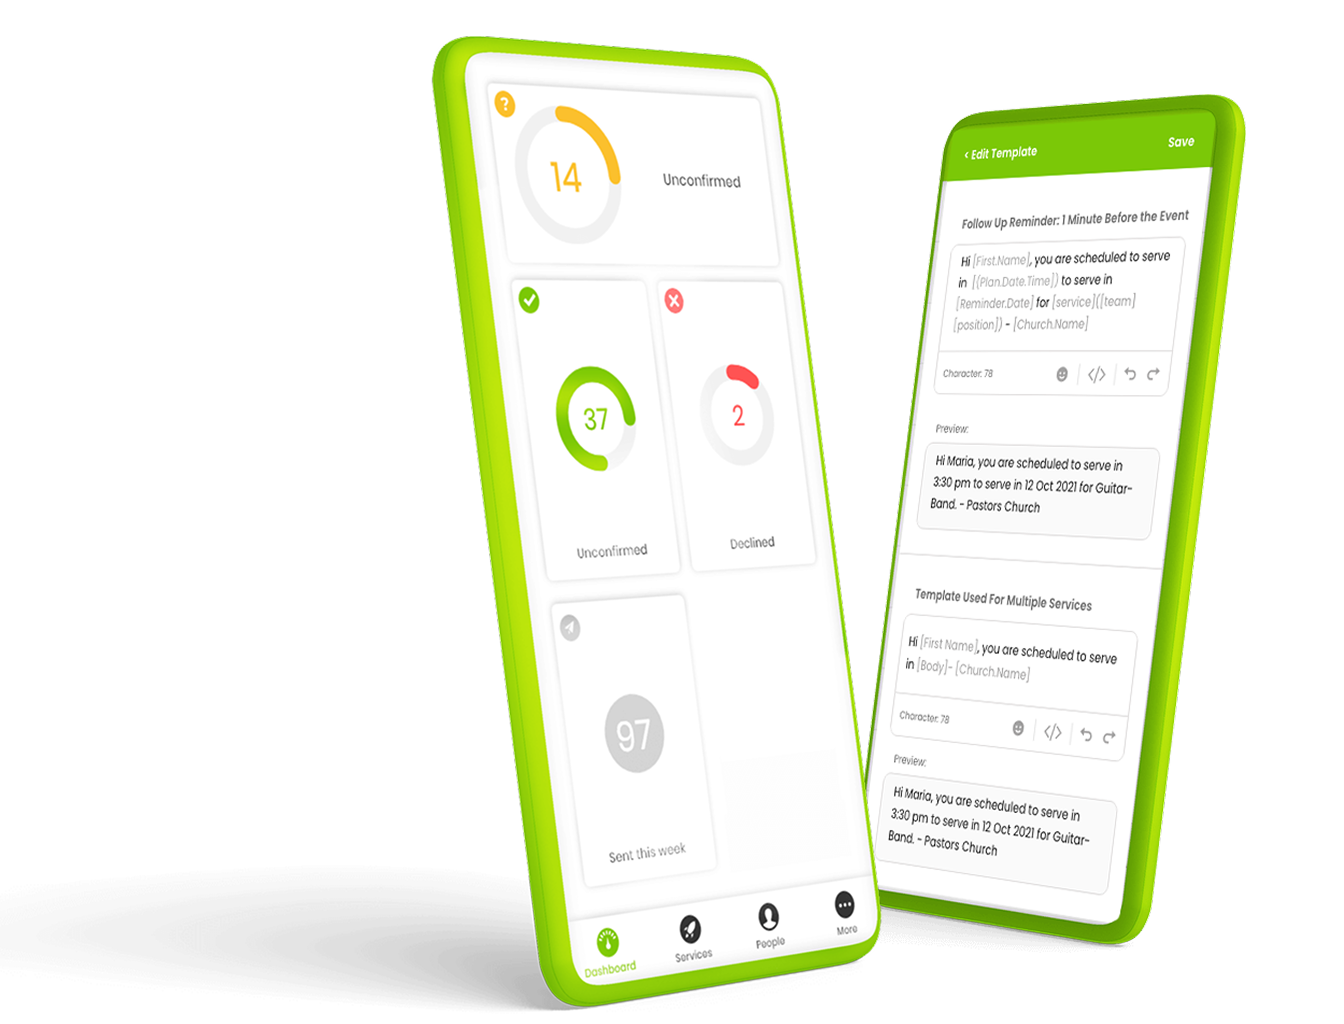 ?
14
Unconfirmed
37
Unconfirmed
2
Declined
97
Sent this week
Dashboard
Services
People
More
< Edit Template
Save
Follow Up Reminder: 1 Minute Before the Event
Hi [First.Name], you are scheduled to serve
in [(Plan.Date.Time]) to serve in
[Reminder.Date] for [service]([team]
[position]) - [Church.Name]
Character: 78
</>
Preview:
Hi Maria, you are scheduled to serve in
3:30 pm to serve in 12 Oct 2021 for Guitar-
Band. - Pastors Church
Template Used For Multiple Services
Hi [First Name], you are scheduled to serve
in [Body]- [Church.Name]
Character: 78
</>
Preview:
Hi Maria, you are scheduled to serve in
3:30 pm to serve in 12 Oct 2021 for Guitar-
Band. - Pastors Church